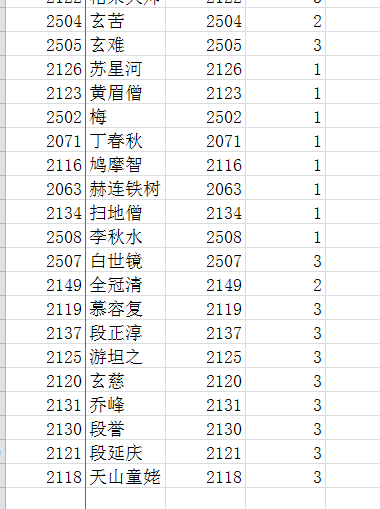 2504 玄苦 2504 2
2505 玄难 2505 3
2126 苏星河 2126 1
2123 黄眉僧 2123 1
2502 梅 2502 1
2071 丁春秋 2071 1
2116 鸠摩智 2116 1
2063 赫连铁树 2063 1
2134 扫地僧 2134 1
2508 李秋水 2508 1
2507 白世镜 2507 3
2149 全冠清 2149 2
2119 慕容复 2119 3
2137 段正淳 2137 3
2125 游坦之 2125 3
2120 玄慈 2120 3
2131 乔峰 2131 3
2130 段誉 2130 3
2121 段延庆 2121 3
2118 天山童姥 2118 3